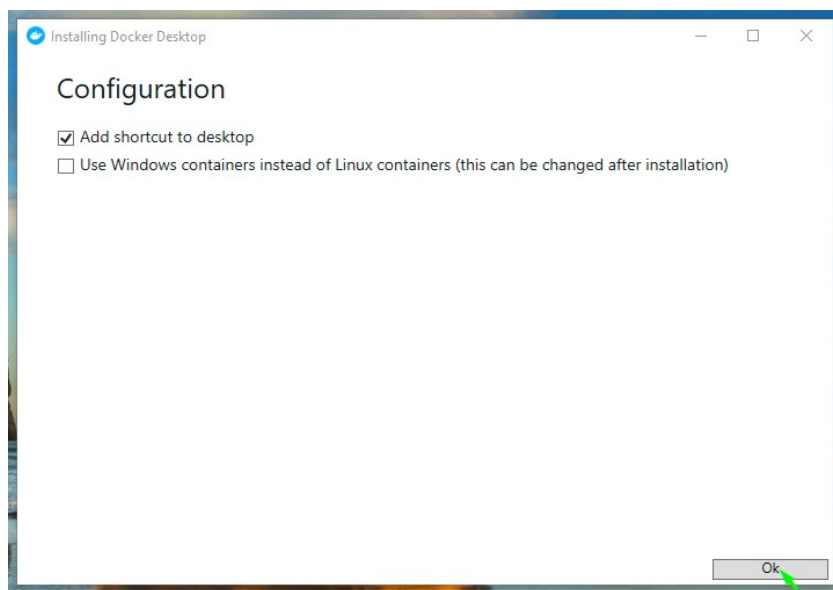 Installing Docker Desktop
Configuration
Add shortcut to desktop
Use Windows containers instead of Linux containers (this can be changed after installation)
Ok